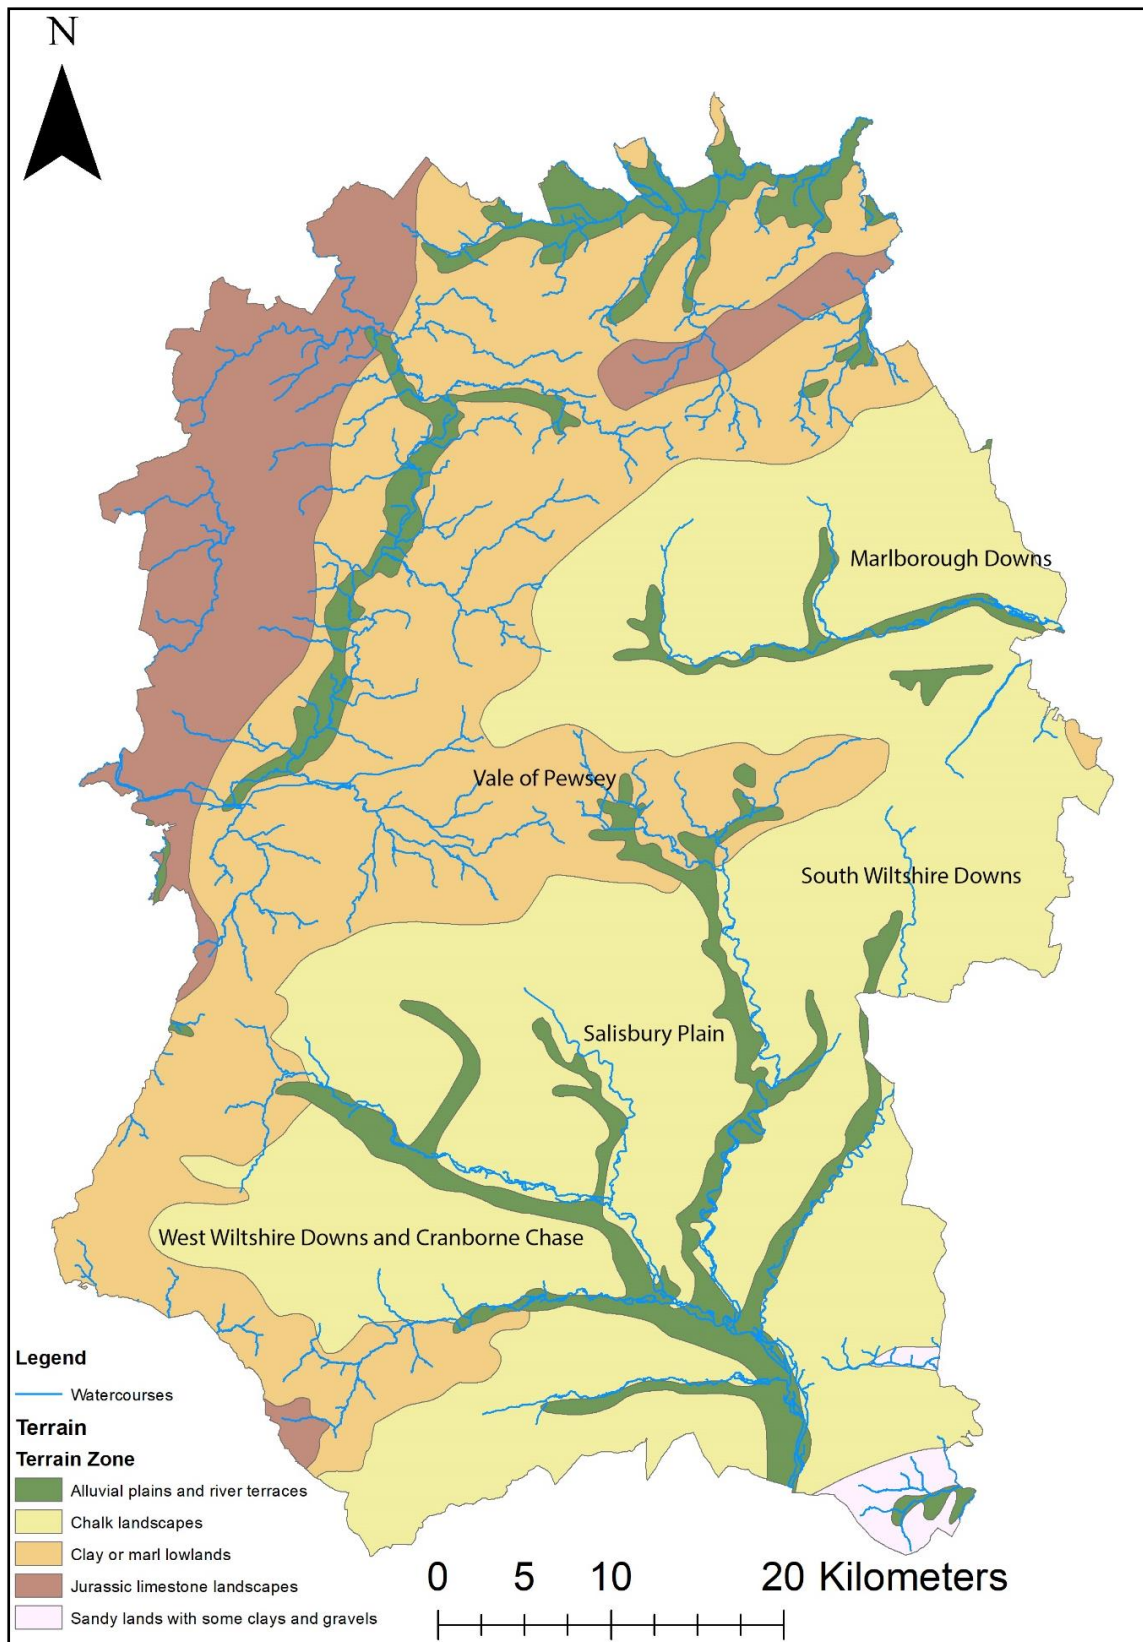 N
Marlborough Downs
Vale of Pewsey
South Wiltshire Downs
Salisbury Plain
West Wiltshire Downs and Cranborne Chase
Legend
Watercourses
Terrain
Terrain Zone
Alluvial plains and river terraces
Chalk landscapes
Clay or marl lowlands
Jurassic limestone landscapes
Sandy lands with some clays and gravels
0 5 10 20 Kilometers